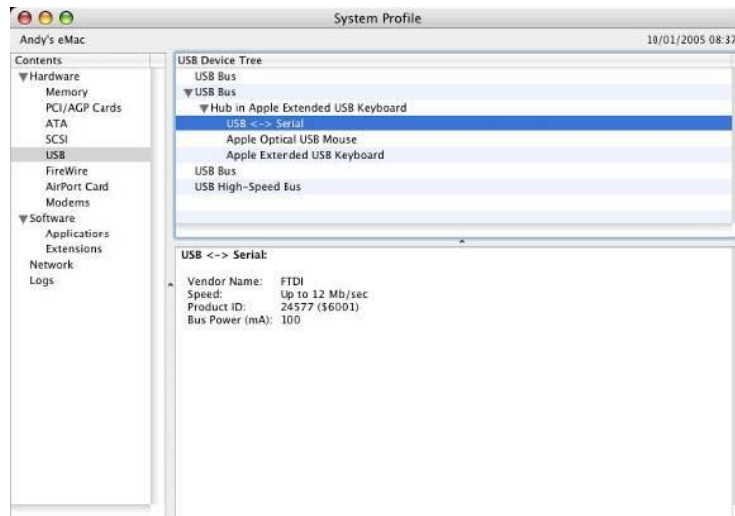 System Profile
Andy's eMac 10/01/2005 08:37
Contents
Hardware
Memory
PCI/AGP Cards
ATA
SCSI
USB
FireWire
AirPort Card
Modems
Software
Applications
Extensions
Network
Logs
USB Device Tree
USB Bus
USB Bus
Hub in Apple Extended USB Keyboard
USB <-> Serial
Apple Optical USB Mouse
Apple Extended USB Keyboard
USB Bus
USB High-Speed Bus
USB <-> Serial:
Vendor Name: FTDI
Speed: Up to 12 Mb/sec
Product ID: 24577 ($6001)
Bus Power (mA): 100